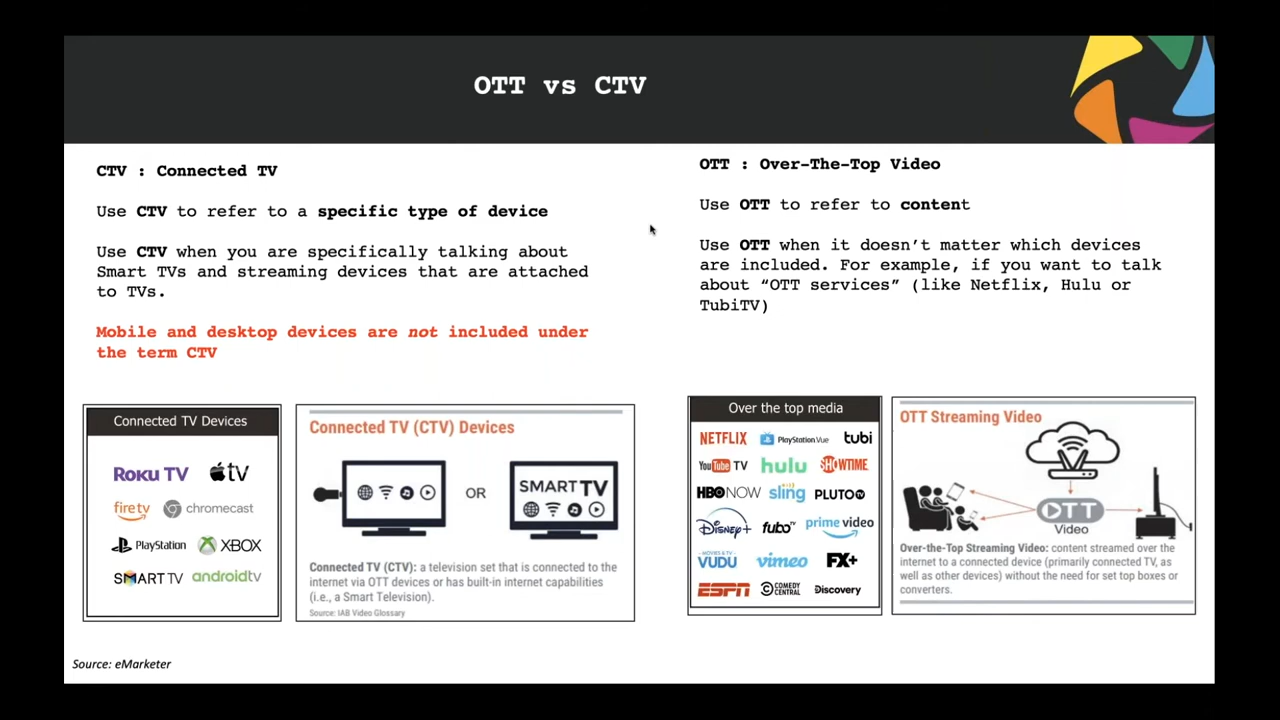 OTT vs CTV
CTV : Connected TV
Use CTV to refer to a specific type of device
Use CTV when you are specifically talking about
Smart TVs and streaming devices that are attached
to TVs.
Mobile and desktop devices are not included under
the term CTV
OTT : Over-The-Top Video
Use OTT to refer to content
Use OTT when it doesn't matter which devices
are included. For example, if you want to talk
about “OTT services” (like Netflix, Hulu or
TubiTV)
Connected TV Devices
ROKU TV
tv
firetv
chromecast
PlayStation
XBOX
SMART TV
androidtv
Connected TV (CTV) Devices
OR
SMART TV
Connected TV (CTV): a television set that is connected to the
internet via OTT devices or has built-in internet capabilities
(i.e., a Smart Television).
Source: IAB Video Glossary
Over the top media
NETFLIX
PlayStation Vue
tubi
YouTube TV
hulu
SHOWTIME
HBO NOW
sling
PLUTO TV
Disney+
fubo TV
prime video
MOVIES & TV
VUDU
vimeo
FX+
ESPN
COMEDY
CENTRAL
Discovery
OTT Streaming Video
OTT
Video
Over-the-Top Streaming Video: content streamed over the
internet to a connected device (primarily connected TV, as
well as other devices) without the need for set top boxes or
converters.
Source: eMarketer